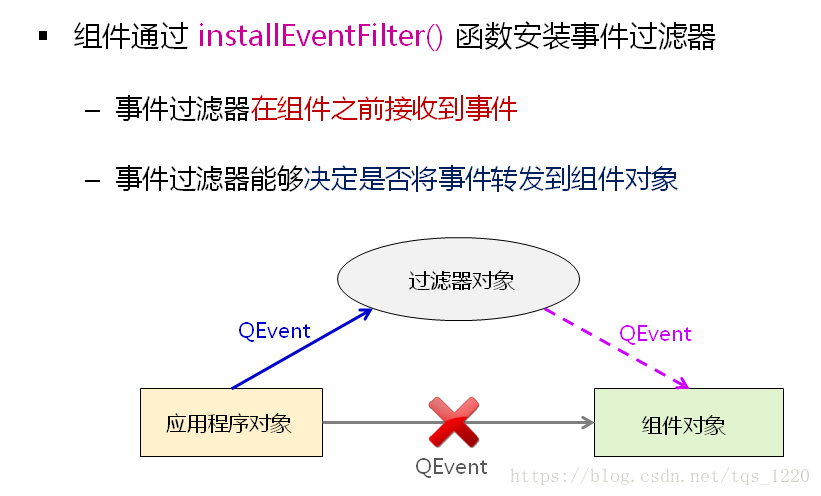 ▪ 组件通过 installEventFilter() 函数安装事件过滤器
– 事件过滤器在组件之前接收到事件
– 事件过滤器能够决定是否将事件转发到组件对象
过滤器对象
QEvent
QEvent
应用程序对象
组件对象
QEvent
https://blog.csdn.net/tqs_1220